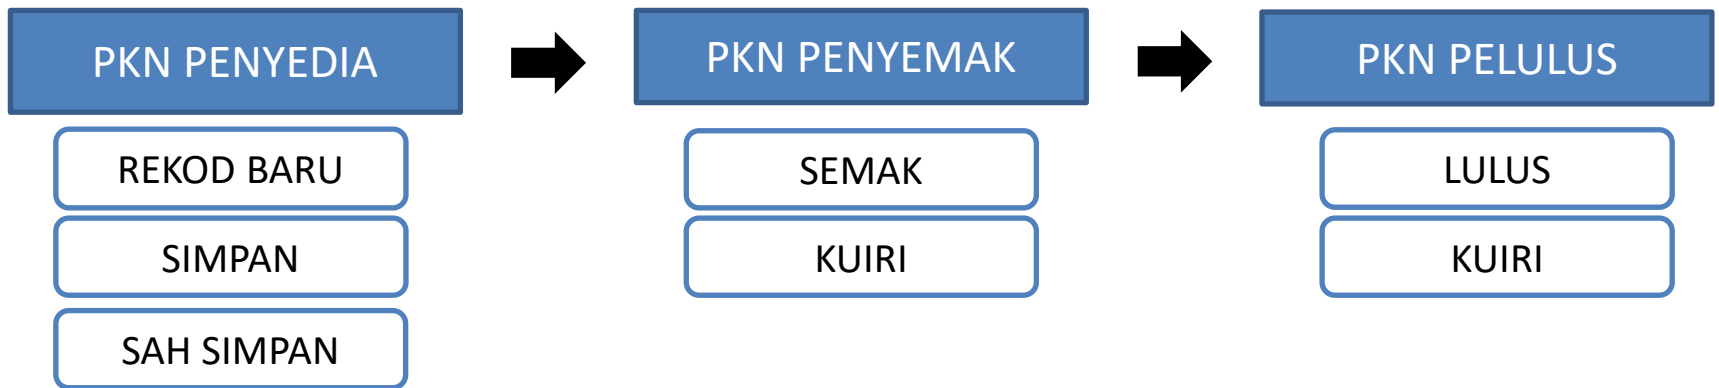 PKN PENYEDIA
REKOD BARU
SIMPAN
SAH SIMPAN
PKN PENYEMAK
SEMAK
KUIRI
PKN PELULUS
LULUS
KUIRI